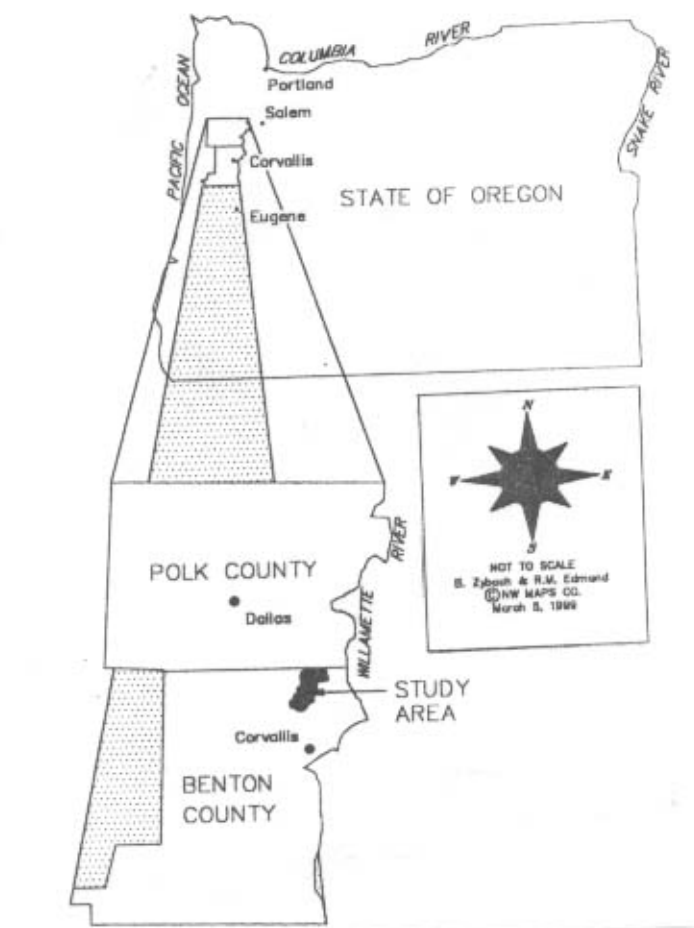 COLUMBIA RIVER
PACIFIC OCEAN
SNAKE RIVER
Portland
Salem
Corvallis
STATE OF OREGON
Eugene
N
W E
S
NOT TO SCALE
B. Zybach & R.M. Edmand
©NW MAPS CO.
March 5, 1999
POLK COUNTY
Dallas
WILLAMETTE RIVER
STUDY
AREA
Corvallis
BENTON
COUNTY